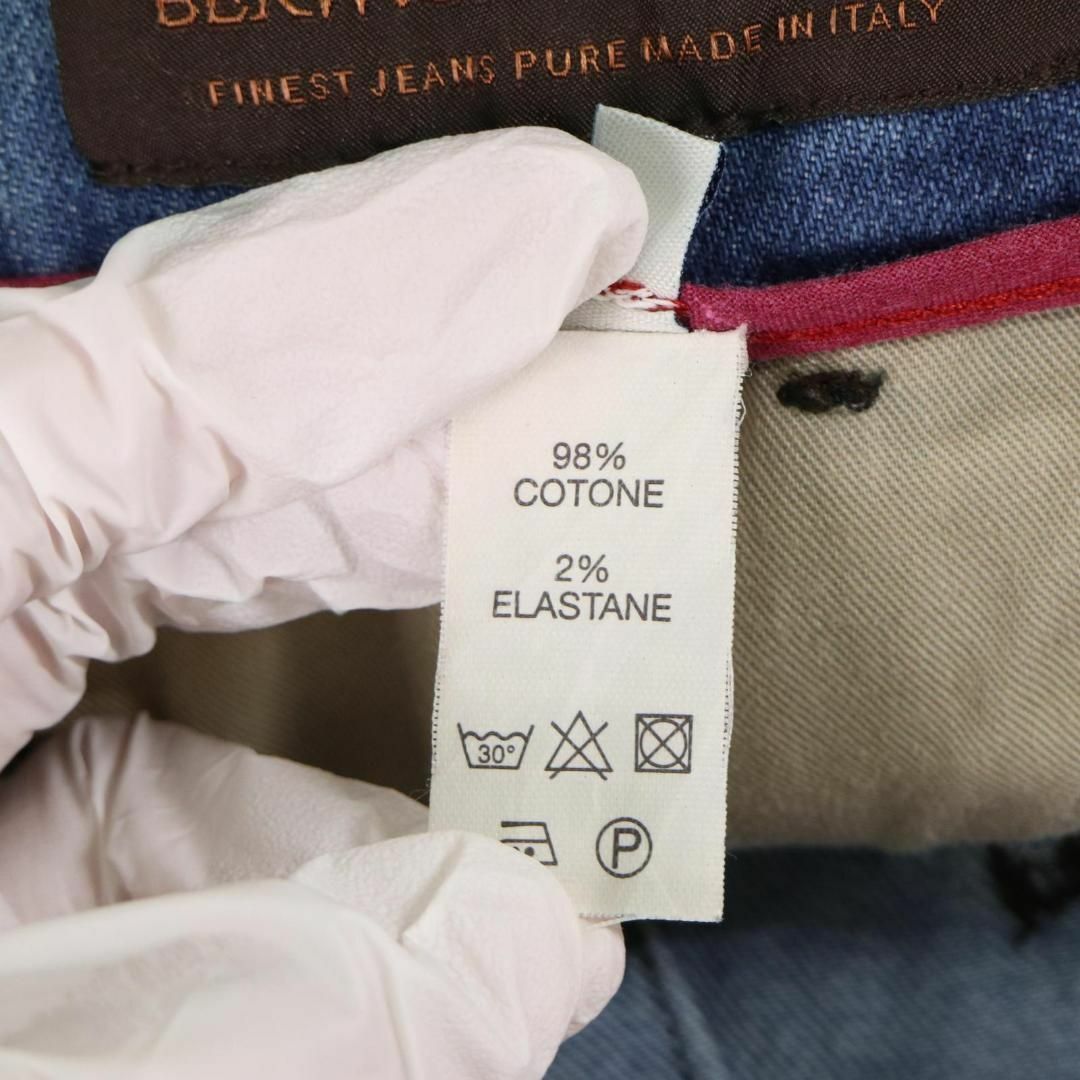 FINEST JEANS PURE MADE IN ITALY
98%
COTONE
2%
ELASTANE
30°
P